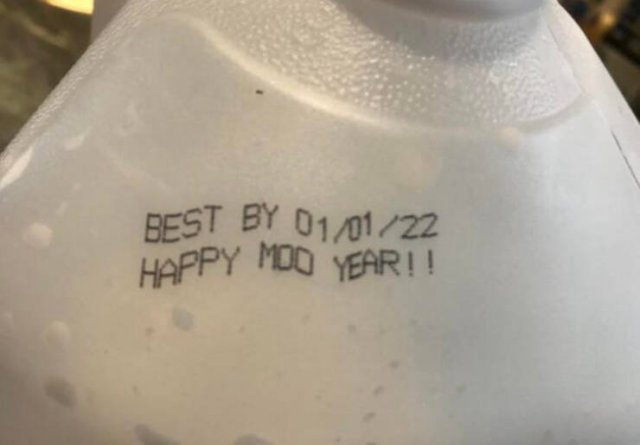 BEST BY 01/01/22
HAPPY MOO YEAR!!